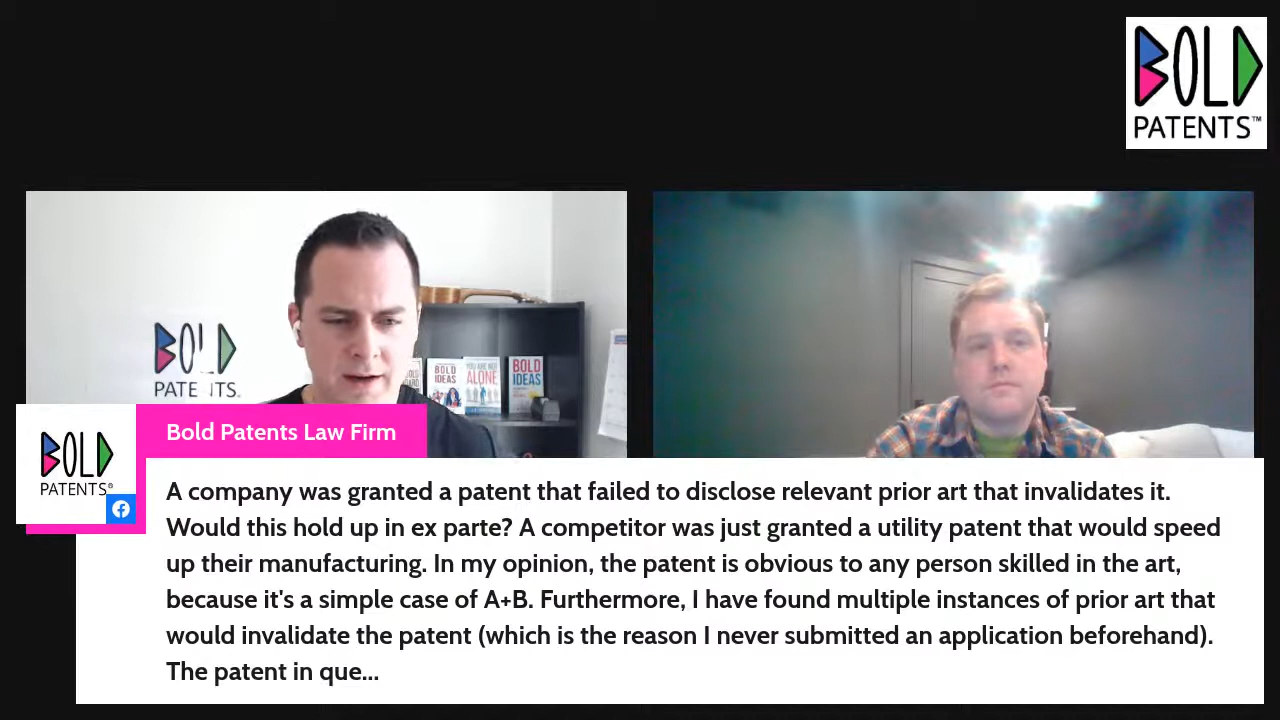 BOLD
PATENTS™
BOLD
PATENTS.
BOLD
IDEAS
YOU ARE NOT
ALONE
BOLD
IDEAS
BOLD
PATENTS®
Bold Patents Law Firm
A company was granted a patent that failed to disclose relevant prior art that invalidates it.
Would this hold up in ex parte? A competitor was just granted a utility patent that would speed
up their manufacturing. In my opinion, the patent is obvious to any person skilled in the art,
because it's a simple case of A+B. Furthermore, I have found multiple instances of prior art that
would invalidate the patent (which is the reason I never submitted an application beforehand).
The patent in que...